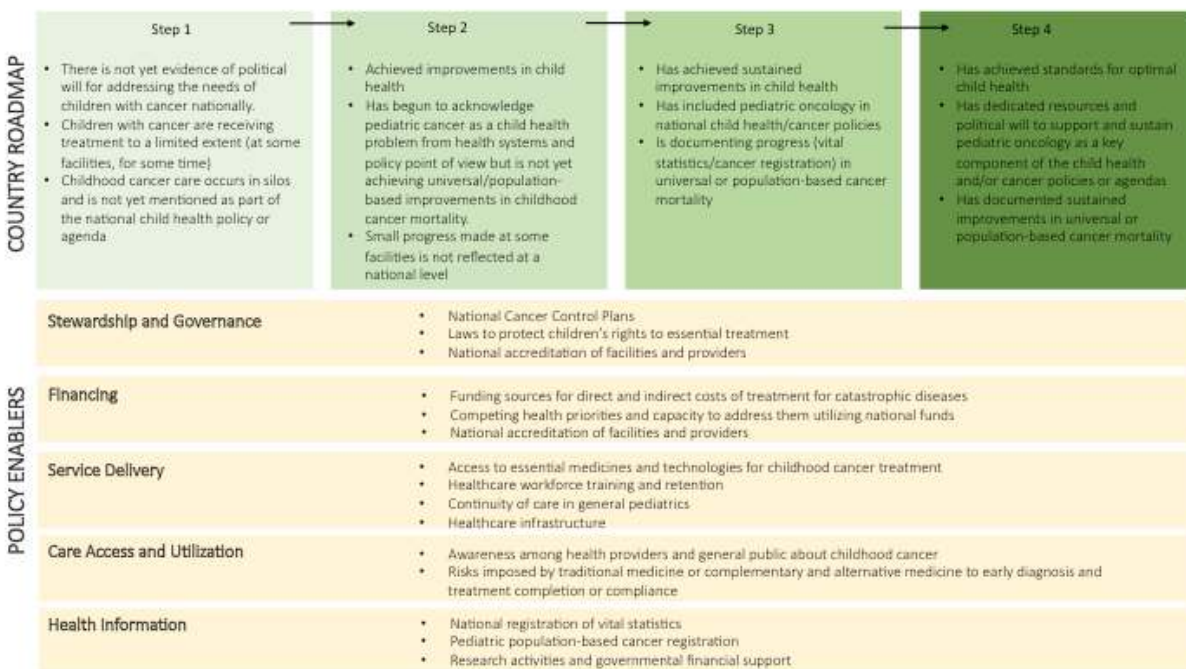 COUNTRY ROADMAP
Step 1
• There is not yet evidence of political
will for addressing the needs of
children with cancer nationally.
• Children with cancer are receiving
treatment to a limited extent (at some
facilities, for some time)
• Childhood cancer care occurs in silos
and is not yet mentioned as part of
the national child health policy or
agenda
Step 2
• Achieved improvements in child
health
• Has begun to acknowledge
pediatric cancer as a child health
problem from health systems and
policy point of view but is not yet
achieving universal/population-
based improvements in childhood
cancer mortality.
• Small progress made at some
facilities is not reflected at a
national level
Step 3
• Has achieved sustained
improvements in child health
• Has included pediatric oncology in
national child health/cancer policies
• Is documenting progress (vital
statistics/cancer registration) in
universal or population-based cancer
mortality
Step 4
• Has achieved standards for optimal
child health
• Has dedicated resources and
political will to support and sustain
pediatric oncology as a key
component of the child health
and/or cancer policies or agendas
• Has documented sustained
improvements in universal or
population-based cancer mortality
POLICY ENABLERS
Stewardship and Governance
• National Cancer Control Plans
• Laws to protect children's rights to essential treatment
• National accreditation of facilities and providers
Financing
• Funding sources for direct and indirect costs of treatment for catastrophic diseases
• Competing health priorities and capacity to address them utilizing national funds
• National accreditation of facilities and providers
Service Delivery
• Access to essential medicines and technologies for childhood cancer treatment
• Healthcare workforce training and retention
• Continuity of care in general pediatrics
• Healthcare infrastructure
Care Access and Utilization
• Awareness among health providers and general public about childhood cancer
• Risks imposed by traditional medicine or complementary and alternative medicine to early diagnosis and
treatment completion or compliance
Health Information
• National registration of vital statistics
• Pediatric population-based cancer registration
• Research activities and governmental financial support